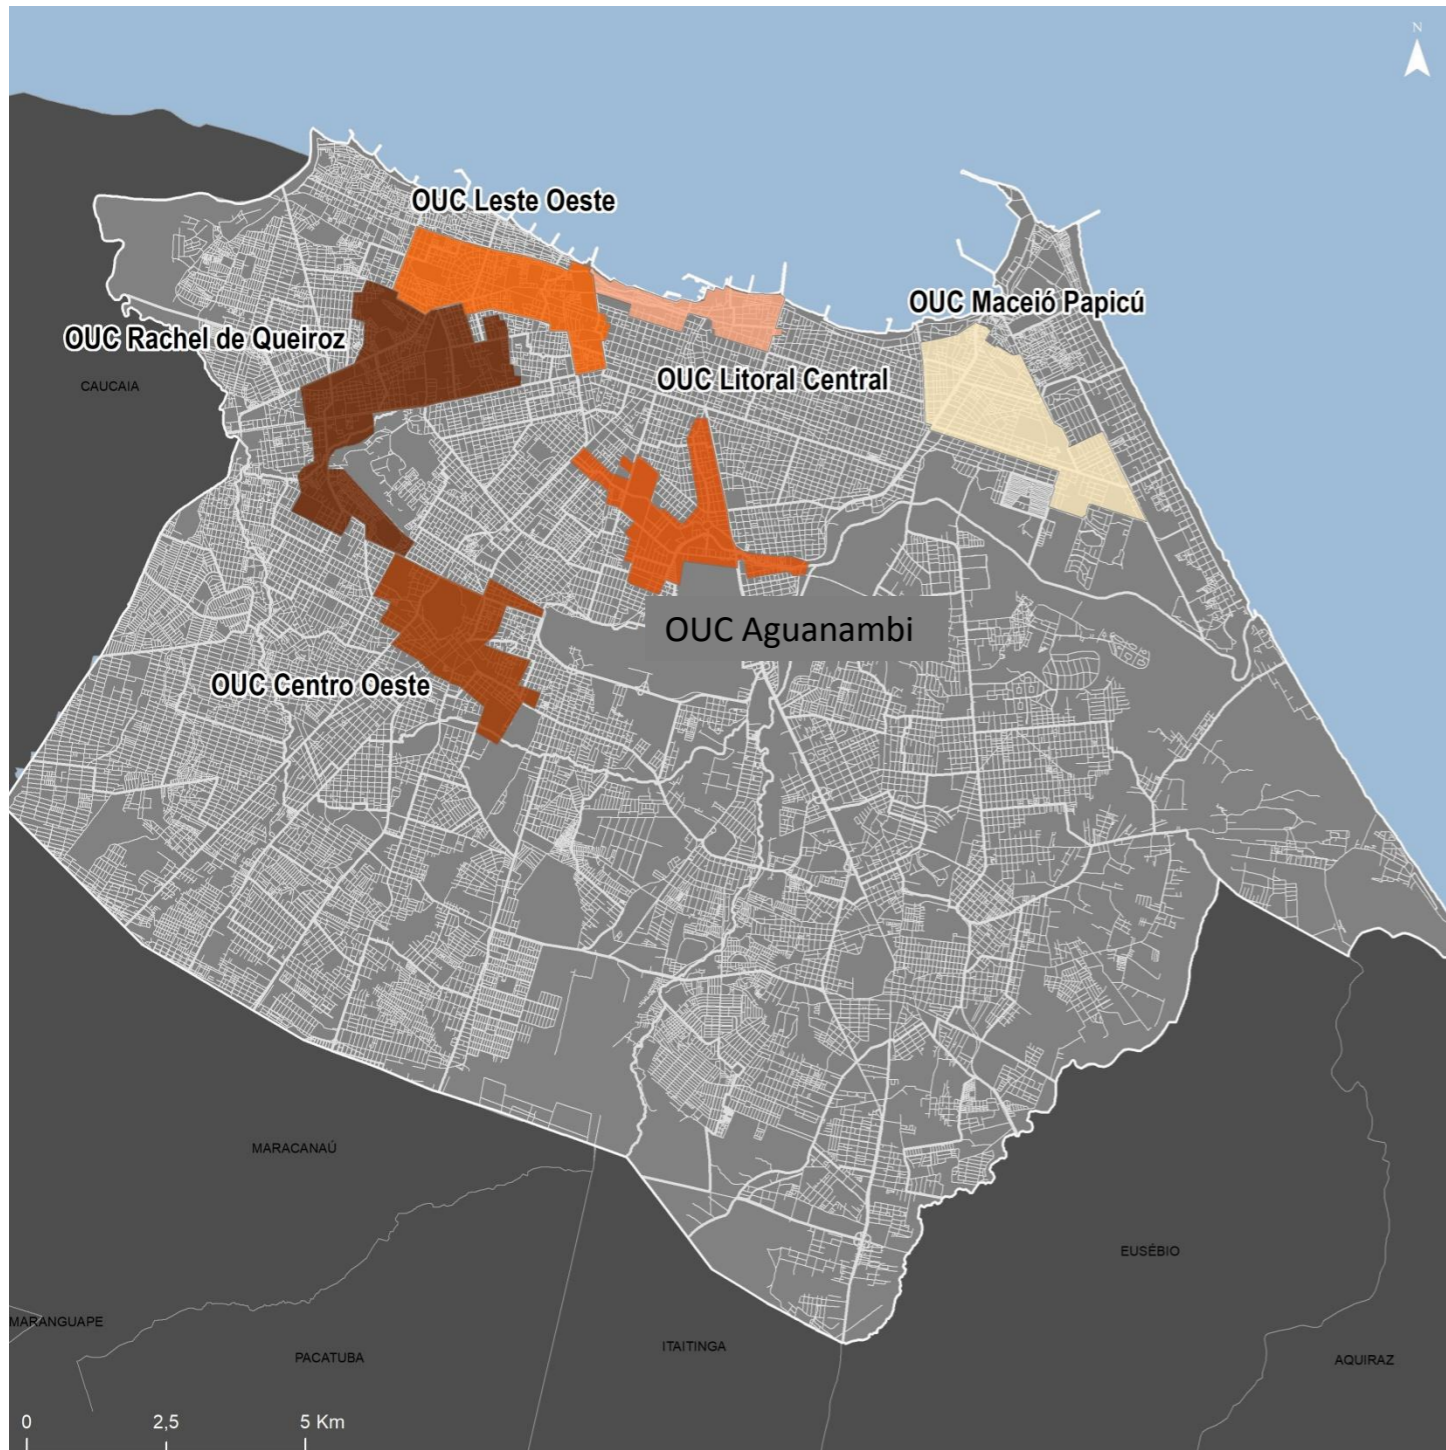 N
OUC Leste Oeste
OUC Maceió Papicú
OUC Rachel de Queiroz
OUC Litoral Central
CAUCAIA
OUC Aguanambi
OUC Centro Oeste
MARACANAÚ
EUSÉBIO
MARANGUAPE
ITAITINGA
PACATUBA
AQUIRAZ
0 2,5 5 Km